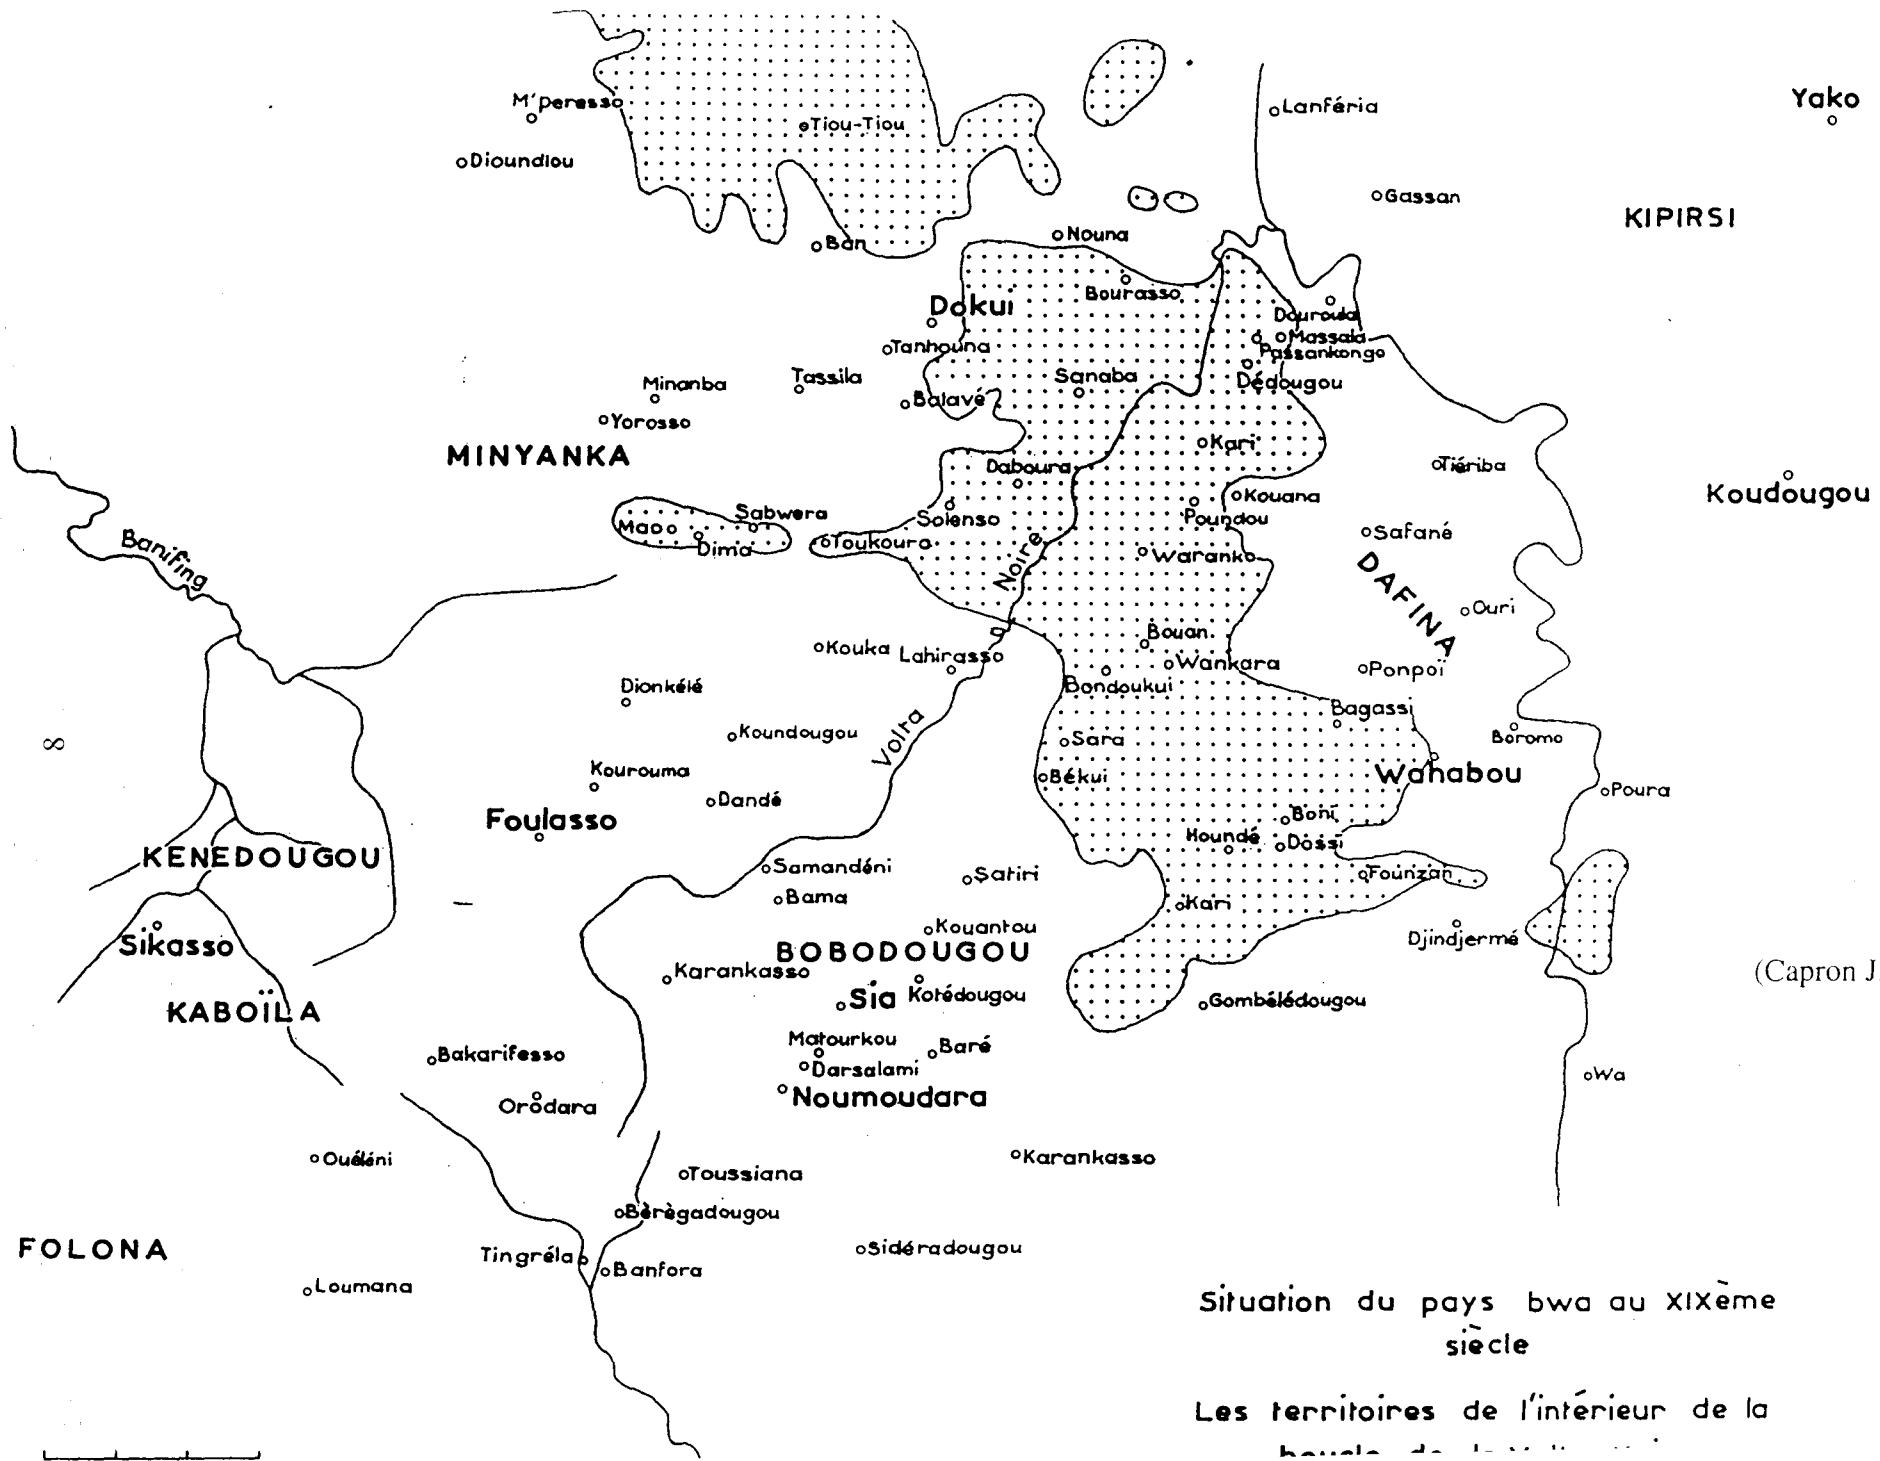 M'peresso
Tiou-Tiou
Dioundiou
Lanféria
Yako
Gassan
KIPIRSI
Ban
Nouna
Bourasso
Dokui
Douroula
Massala
Passankongo
Tanhouna
Dédougou
Minanba
Tassila
Sanaba
Balavé
Yorosso
MINYANKA
Kari
Daboura
Tiériba
Koudougou
Kouana
Poundou
Solenso
Sabwera
Maoo
Dima
Toukoura
Safané
Banifing
Noire
Waranko
DAFINA
Ouri
Bouan
Wankara
Kouka
Lahirasso
Ponpoï
Bondoukui
Dionkélé
Bagassi
Koundougou
Volta
Sara
Boromo
8
Kourouma
Békui
Wahabou
Poura
Dandé
Foulasso
Boni
Houndé
Dossi
KENEDOUGOU
Samandéni
Satiri
Founzan
Bama
Kari
Sikasso
Kouantou
Djindjermé
BOBODOUGOU
Karankasso
(Capron J.
Sia
Kotédougou
Gombélédougou
KABOÏLA
Matourkou
Baré
Bakarifesso
Darsalami
Wa
Orodara
Noumoudara
Ouéléni
Karankasso
Toussiana
Bèrègadougou
FOLONA
Tingréla
Banfora
Sidéradougou
Loumana
Situation du pays bwa au XIXème
siècle
Les territoires de l'intérieur de la